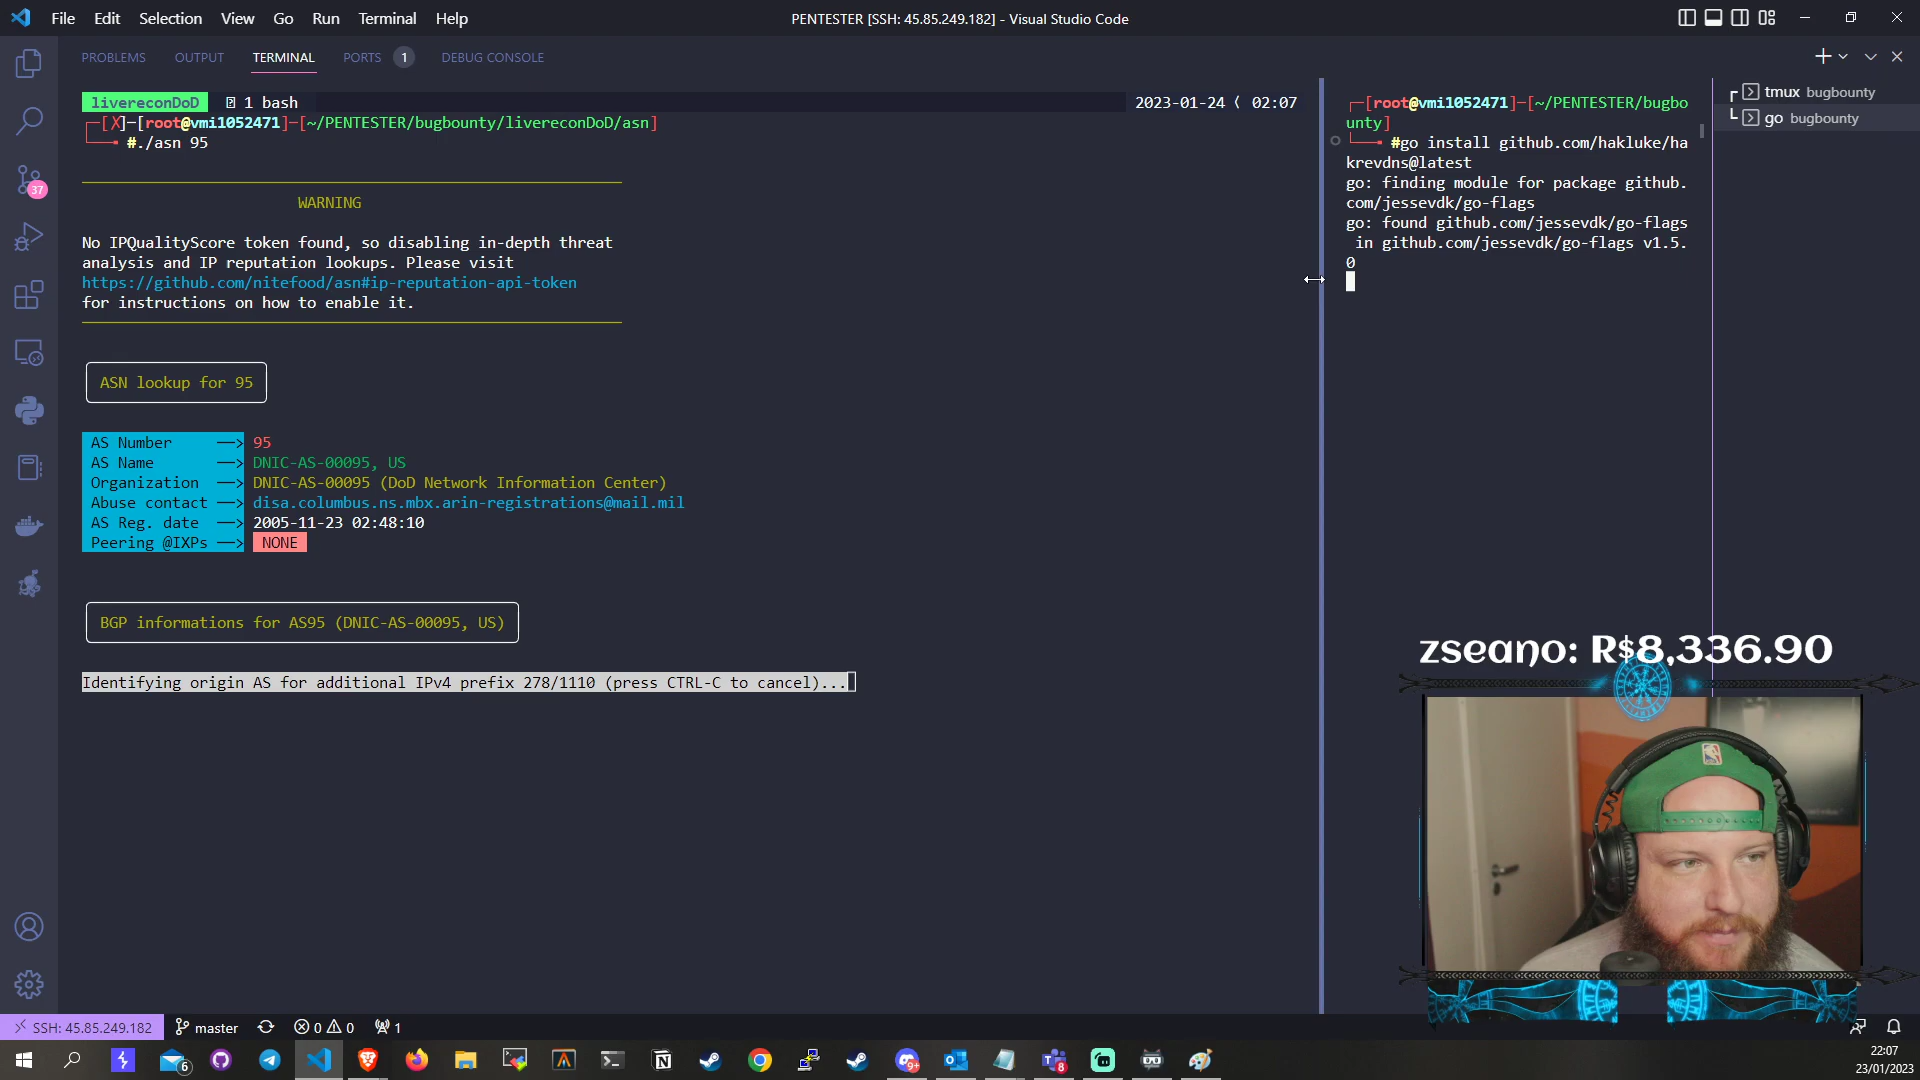 File Edit Selection View Go Run Terminal Help
PENTESTER [SSH: 45.85.249.182] - Visual Studio Code
PROBLEMS OUTPUT TERMINAL PORTS 1 DEBUG CONSOLE
livereconDoD 1 bash
2023-01-24 ⟨ 02:07
┌─[X]─[root@vmi1052471]─[~/PENTESTER/bugbounty/livereconDoD/asn]
└──╼ #./asn 95
WARNING
No IPQualityScore token found, so disabling in-depth threat
analysis and IP reputation lookups. Please visit
https://github.com/nitefood/asn#ip-reputation-api-token
for instructions on how to enable it.
ASN lookup for 95
AS Number ──> 95
AS Name ──> DNIC-AS-00095, US
Organization ──> DNIC-AS-00095 (DoD Network Information Center)
Abuse contact ──> disa.columbus.ns.mbx.arin-registrations@mail.mil
AS Reg. date ──> 2005-11-23 02:48:10
Peering @IXPs ──> NONE
BGP informations for AS95 (DNIC-AS-00095, US)
Identifying origin AS for additional IPv4 prefix 278/1110 (press CTRL-C to cancel)...
┌─[root@vmi1052471]─[~/PENTESTER/bugbo
unty]
└──╼ #go install github.com/hakluke/ha
krevdns@latest
go: finding module for package github.
com/jessevdk/go-flags
go: found github.com/jessevdk/go-flags
in github.com/jessevdk/go-flags v1.5.
0
tmux bugbounty
go bugbounty
zseano: R$8,336.90
37
SSH: 45.85.249.182 master 0 0 1
6
9+
8
22:07
23/01/2023